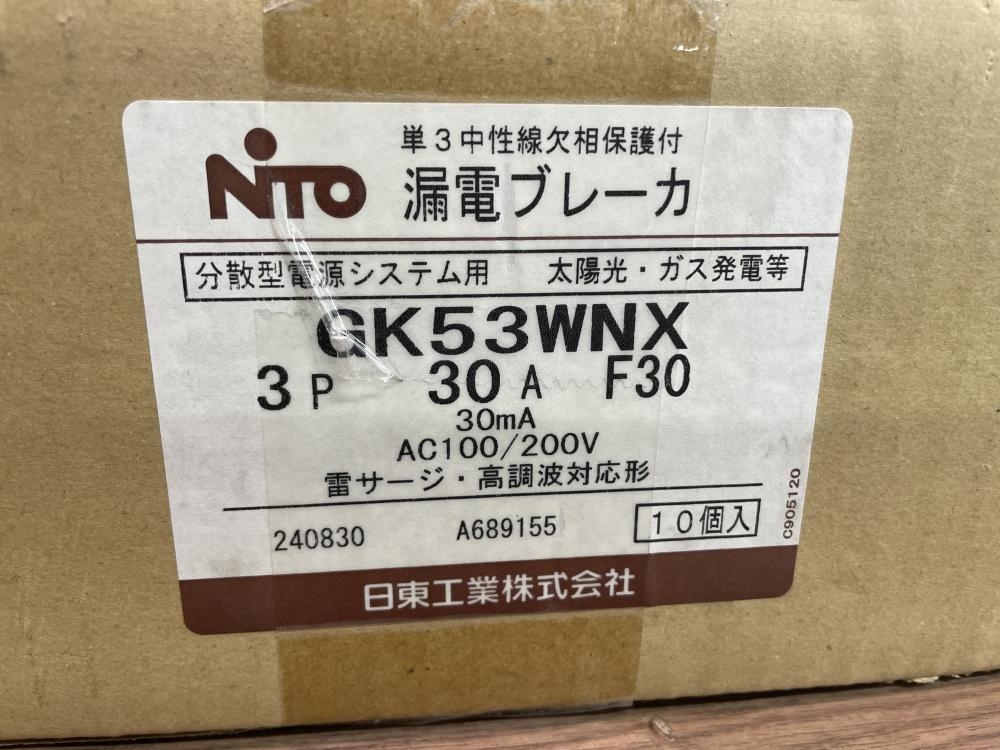 単3中性線欠相保護付
NiTO 漏電ブレーカ
分散型電源システム用 太陽光・ガス発電等
GK53WNX
3P 30A F30
30mA
AC100/200V
雷サージ・高調波対応形
240830 A689155 10個入
C905120
日東工業株式会社